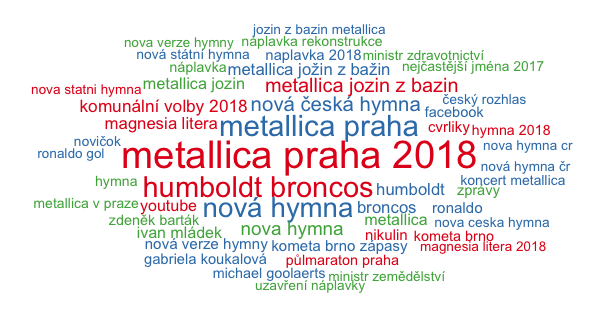 jozin z bazin metallica
nova verze hymny náplavka rekonstrukce
nová státní hymna naplavka 2018 ministr zdravotnictví
náplavka metallica jožin z bažin nejčastější jména 2017
nova statni hymna metallica jozin metallica jozin z bazin
komunální volby 2018 nová česká hymna český rozhlas
facebook
magnesia litera metallica praha cvrliky hymna 2018
novičok nova hymna cr
ronaldo gol metallica praha 2018 nová hymna čr
hymna humboldt broncos humboldt zprávy koncert metallica
metallica v praze youtube nová hymna broncos ronaldo
zdeněk barták metallica nova ceska hymna
ivan mládek nova hymna nikulin kometa brno
nová verze hymny kometa brno zápasy magnesia litera 2018
gabriela koukalová půlmaraton praha
michael goolaerts ministr zemědělství
uzavření náplavky